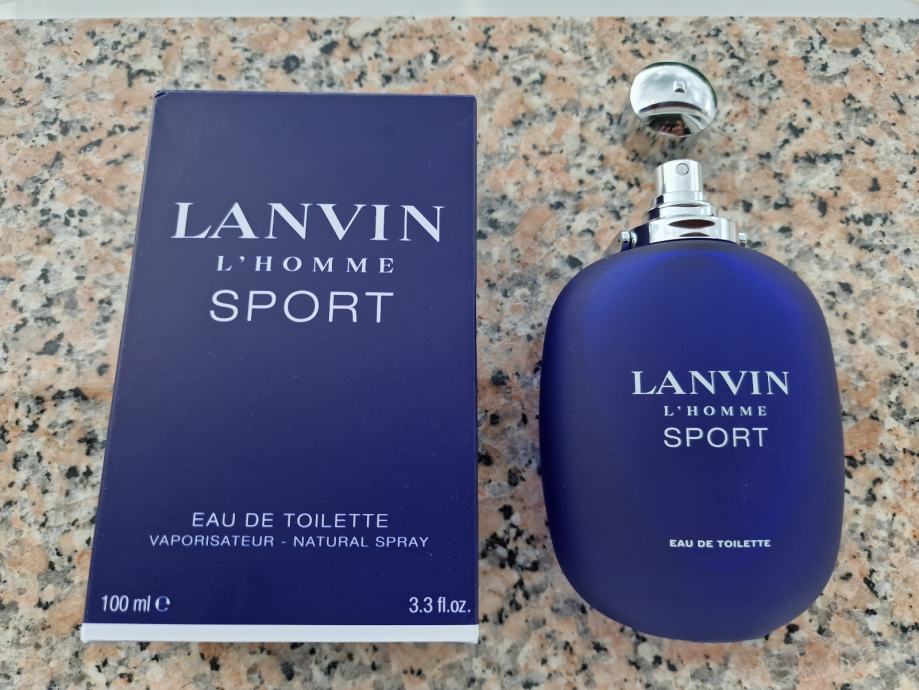 LANVIN
L'HOMME
SPORT
EAU DE TOILETTE
VAPORISATEUR - NATURAL SPRAY
100 ml ℮
3.3 fl.oz.
LANVIN
L'HOMME
SPORT
EAU DE TOILETTE